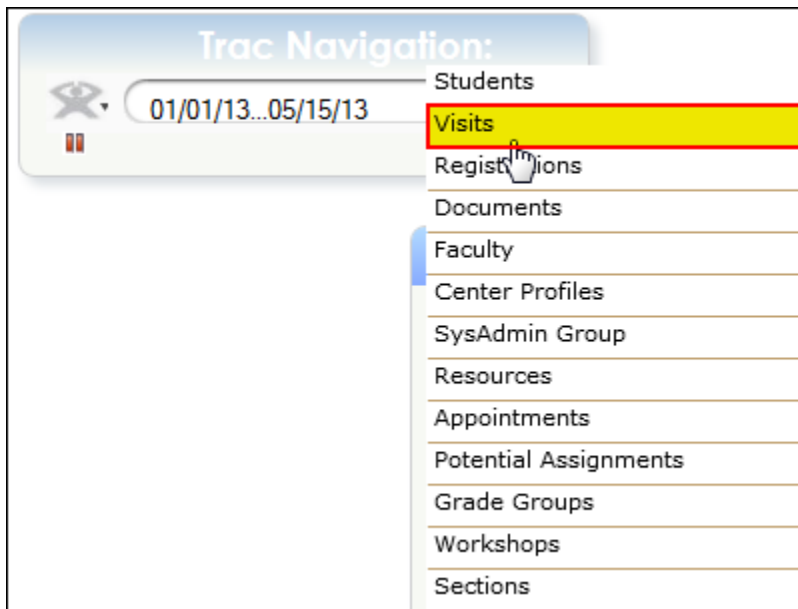 Trac Navigation:
01/01/13...05/15/13
Students
Visits
Registrations
Documents
Faculty
Center Profiles
SysAdmin Group
Resources
Appointments
Potential Assignments
Grade Groups
Workshops
Sections